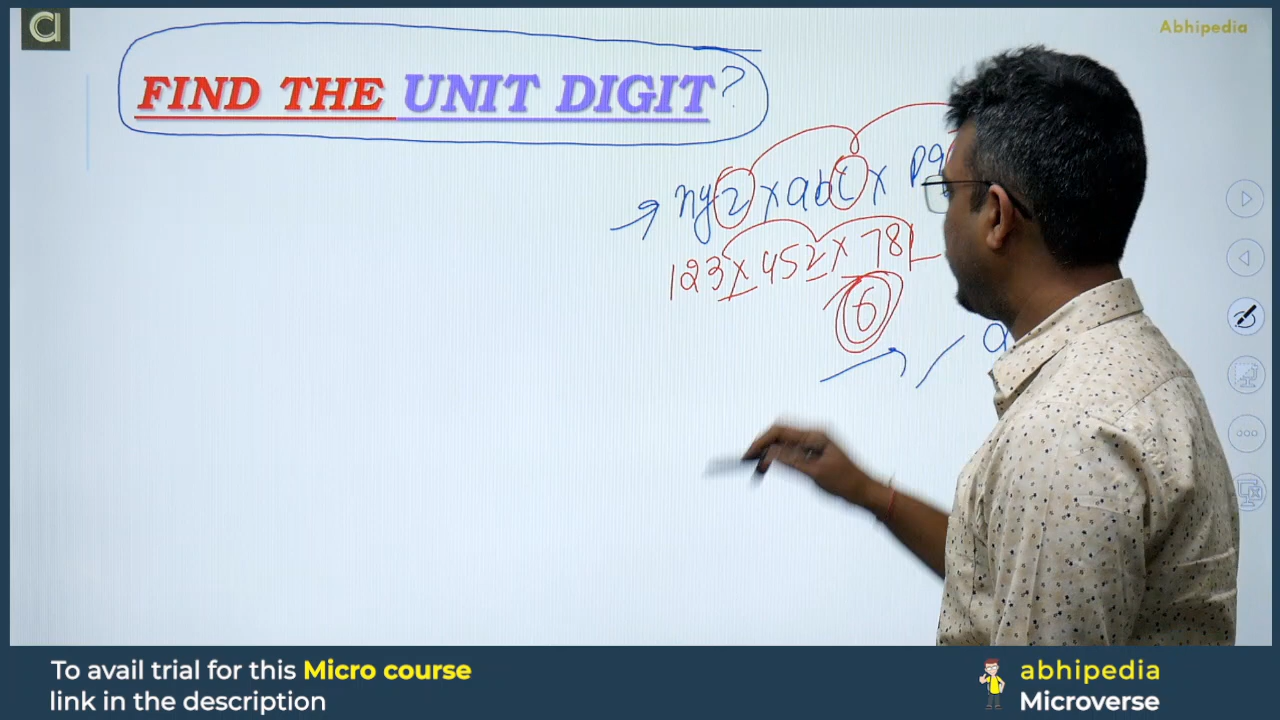 a
Abhipedia
FIND THE UNIT DIGIT?
xyz × abc × pq
123 × 452 × 781
6
a
To avail trial for this Micro course
link in the description
abhipedia
Microverse